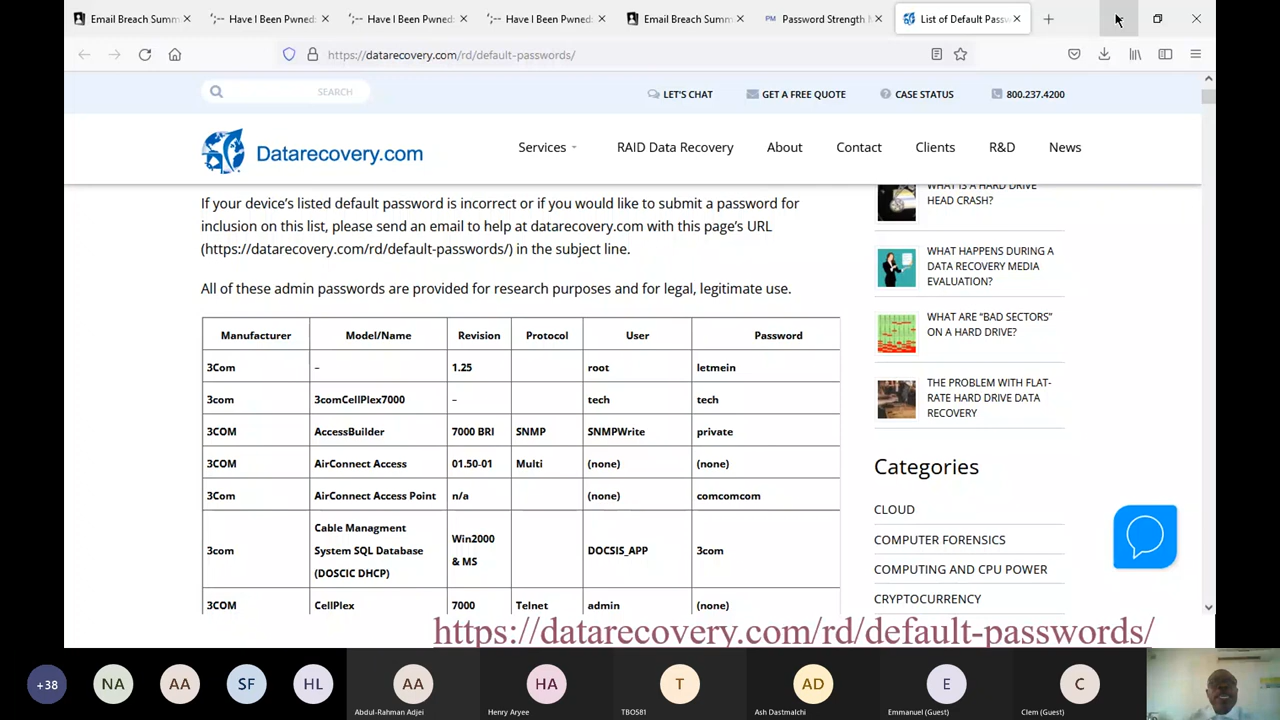 Email Breach Summ
Have I Been Pwned:
Have I Been Pwned:
Have I Been Pwned:
Email Breach Summ
PM Password Strength M
List of Default Passw
https://datarecovery.com/rd/default-passwords/
SEARCH
LET'S CHAT
GET A FREE QUOTE
CASE STATUS
800.237.4200
Datarecovery.com
Services
RAID Data Recovery
About
Contact
Clients
R&D
News
If your device's listed default password is incorrect or if you would like to submit a password for
inclusion on this list, please send an email to help at datarecovery.com with this page's URL
(https://datarecovery.com/rd/default-passwords/) in the subject line.
All of these admin passwords are provided for research purposes and for legal, legitimate use.
Manufacturer Model/Name Revision Protocol User Password
3Com – 1.25 root letmein
3com 3comCellPlex7000 – tech tech
3COM AccessBuilder 7000 BRI SNMP SNMPWrite private
3COM AirConnect Access 01.50-01 Multi (none) (none)
3Com AirConnect Access Point n/a (none) comcomcom
3com Cable Managment System SQL Database (DOSCIC DHCP) Win2000 & MS DOCSIS_APP 3com
3COM CellPlex 7000 Telnet admin (none)
WHAT IS A HARD DRIVE
HEAD CRASH?
WHAT HAPPENS DURING A
DATA RECOVERY MEDIA
EVALUATION?
WHAT ARE "BAD SECTORS"
ON A HARD DRIVE?
THE PROBLEM WITH FLAT-
RATE HARD DRIVE DATA
RECOVERY
Categories
CLOUD
COMPUTER FORENSICS
COMPUTING AND CPU POWER
CRYPTOCURRENCY
https://datarecovery.com/rd/default-passwords/
+38
NA
AA
SF
HL
AA
HA
T
AD
E
C
Abdul-Rahman Adjei
Henry Aryee
TBOS81
Ash Dastmalchi
Emmanuel (Guest)
Clem (Guest)